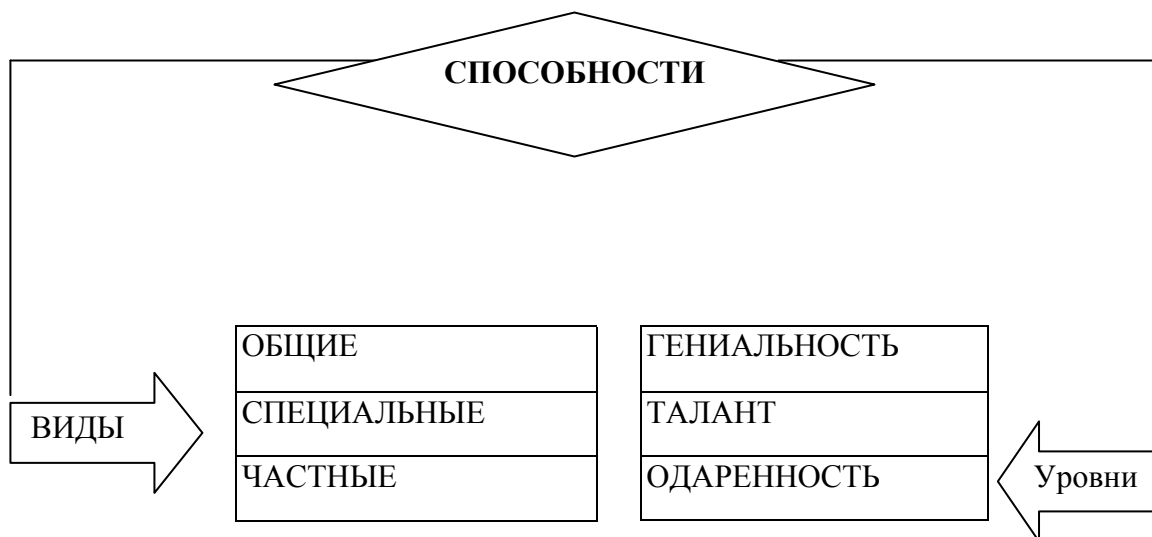 СПОСОБНОСТИ
ОБЩИЕ
СПЕЦИАЛЬНЫЕ
ЧАСТНЫЕ
ВИДЫ
ГЕНИАЛЬНОСТЬ
ТАЛАНТ
ОДАРЕННОСТЬ
Уровни